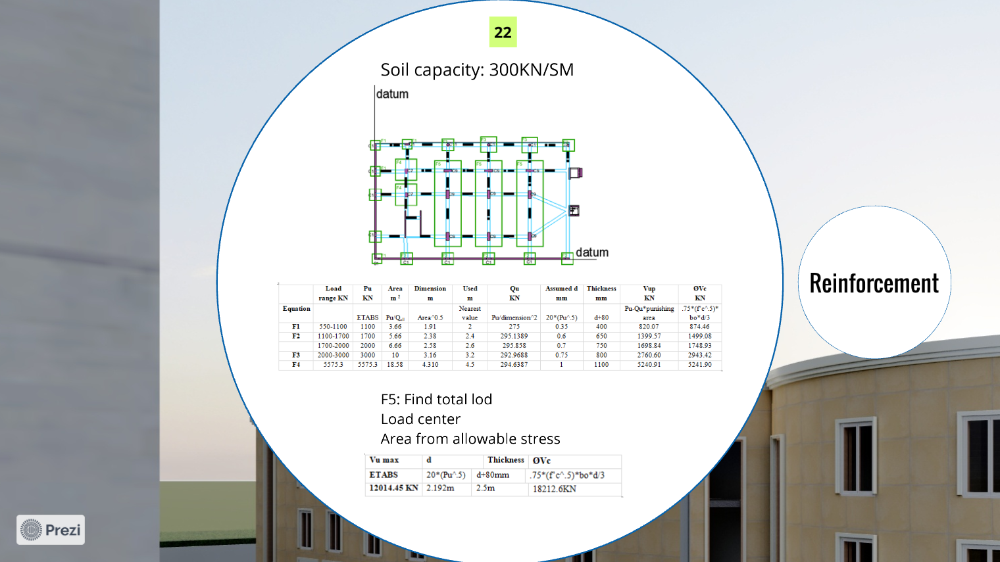 22
Soil capacity: 300KN/SM
datum
datum
Load range KN | Pu KN | Area m ² | Dimension m | Used m | Qu KN | Assumed d mm | Thickness mm | Vup KN | ØVc KN
Equation | ETABS | Pu/Qall | Area^0.5 | Nearest value | Pu/dimension^2 | 20*(Pu^.5) | d+80 | Pu-Qu*punishing area | .75*(f'c^.5)* bo*d/3
F1 | 550-1100 | 1100 | 3.66 | 1.91 | 2 | 275 | 0.35 | 400 | 820.07 | 874.46
F2 | 1100-1700 | 1700 | 5.66 | 2.38 | 2.4 | 295.1389 | 0.6 | 650 | 1399.57 | 1499.08
1700-2000 | 2000 | 6.66 | 2.58 | 2.6 | 295.858 | 0.7 | 750 | 1698.84 | 1748.93
F3 | 2000-3000 | 3000 | 10 | 3.16 | 3.2 | 292.9688 | 0.75 | 800 | 2760.60 | 2943.42
F4 | 5575.3 | 5575.3 | 18.58 | 4.310 | 4.5 | 294.6387 | 1 | 1100 | 5240.91 | 5241.90
F5: Find total lod
Load center
Area from allowable stress
Vu max | d | Thickness | ØVc
ETABS | 20*(Pu^.5) | d+80mm | .75*(f'c^.5)*bo*d/3
12014.45 KN | 2.192m | 2.5m | 18212.6KN
Reinforcement
Prezi